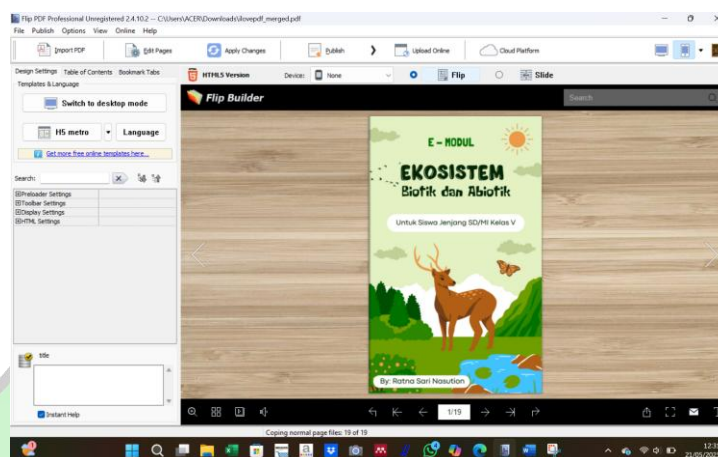 Flip PDF Professional Unregistered 2.4.10.2 -- C:\Users\ACER\Downloads\ilovepdf_merged.pdf
File Publish Options View Online Help
Import PDF Edit Pages Apply Changes Publish Upload Online Cloud Platform
Design Settings Table of Contents Bookmark Tabs
HTML5 Version Device: None Flip Slide
Templates & Language
Switch to desktop mode
Flip Builder
Search
H5 metro Language
Get more free online templates here...
Search:
Preloader Settings
Toolbar Settings
Display Settings
HTML Settings
E - MODUL
EKOSISTEM
Biotik dan Abiotik
Untuk Siswa Jenjang SD/MI Kelas V
By: Ratna Sari Nasution
title
Instant Help
1/19
Coping normal page files: 19 of 19